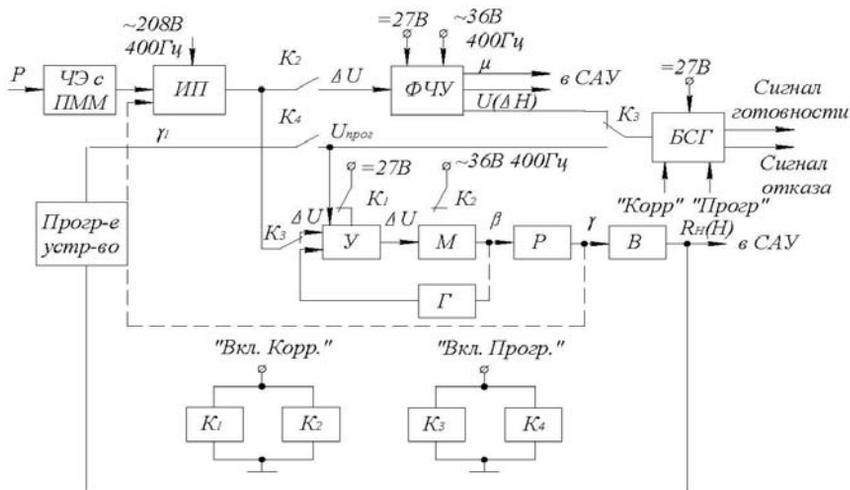 ~208В
400Гц
=27В
~36В
400Гц
P
ЧЭ с
ПММ
ИП
K2
ΔU
ФЧУ
μ
в САУ
U(ΔH)
=27В
Сигнал
готовности
K3
БСГ
Сигнал
отказа
γ1
K4
Uпрог
=27В
~36В 400Гц
"Корр" "Прогр"
Прогр-е
устр-во
K3
ΔU
K1
У
ΔU
K2
М
β
Р
γ
В
RН(H)
в САУ
Г
"Вкл. Корр."
"Вкл. Прогр."
K1
K2
K3
K4